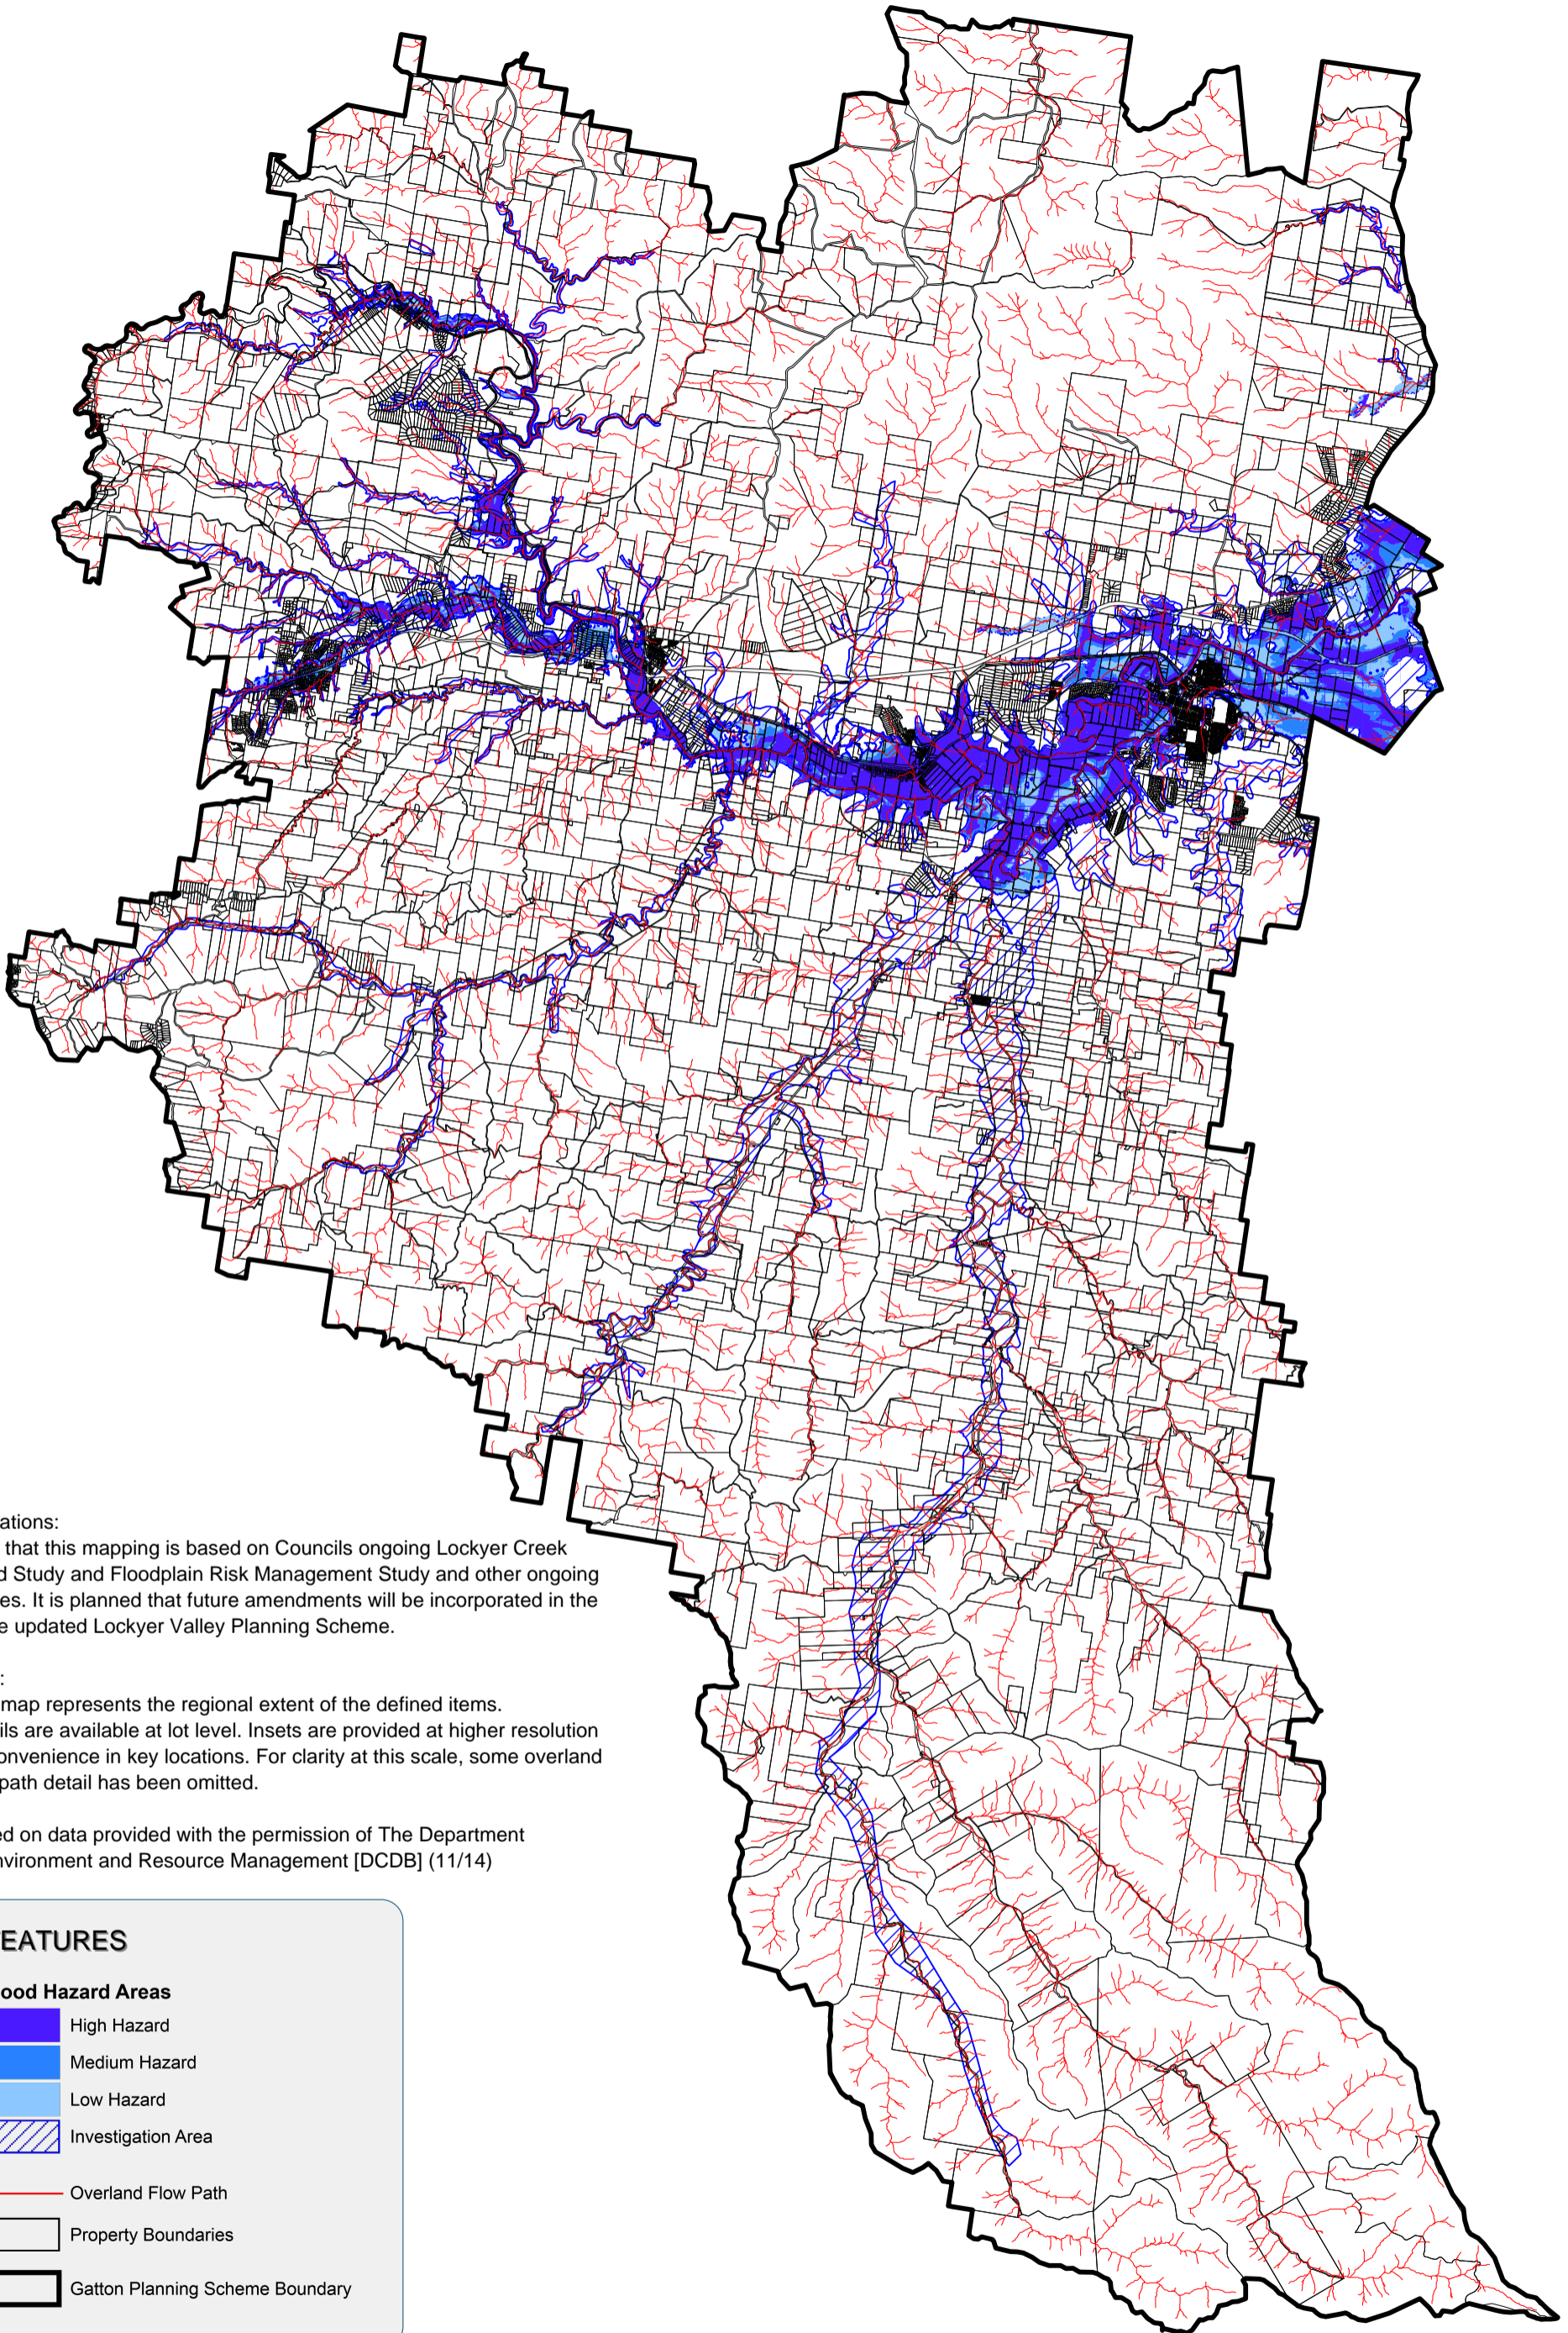 ations:
that this mapping is based on Councils ongoing Lockyer Creek
d Study and Floodplain Risk Management Study and other ongoing
es. It is planned that future amendments will be incorporated in the
e updated Lockyer Valley Planning Scheme.
:
map represents the regional extent of the defined items.
ils are available at lot level. Insets are provided at higher resolution
onvenience in key locations. For clarity at this scale, some overland
path detail has been omitted.
ed on data provided with the permission of The Department
nvironment and Resource Management [DCDB] (11/14)
EATURES
ood Hazard Areas
High Hazard
Medium Hazard
Low Hazard
Investigation Area
Overland Flow Path
Property Boundaries
Gatton Planning Scheme Boundary